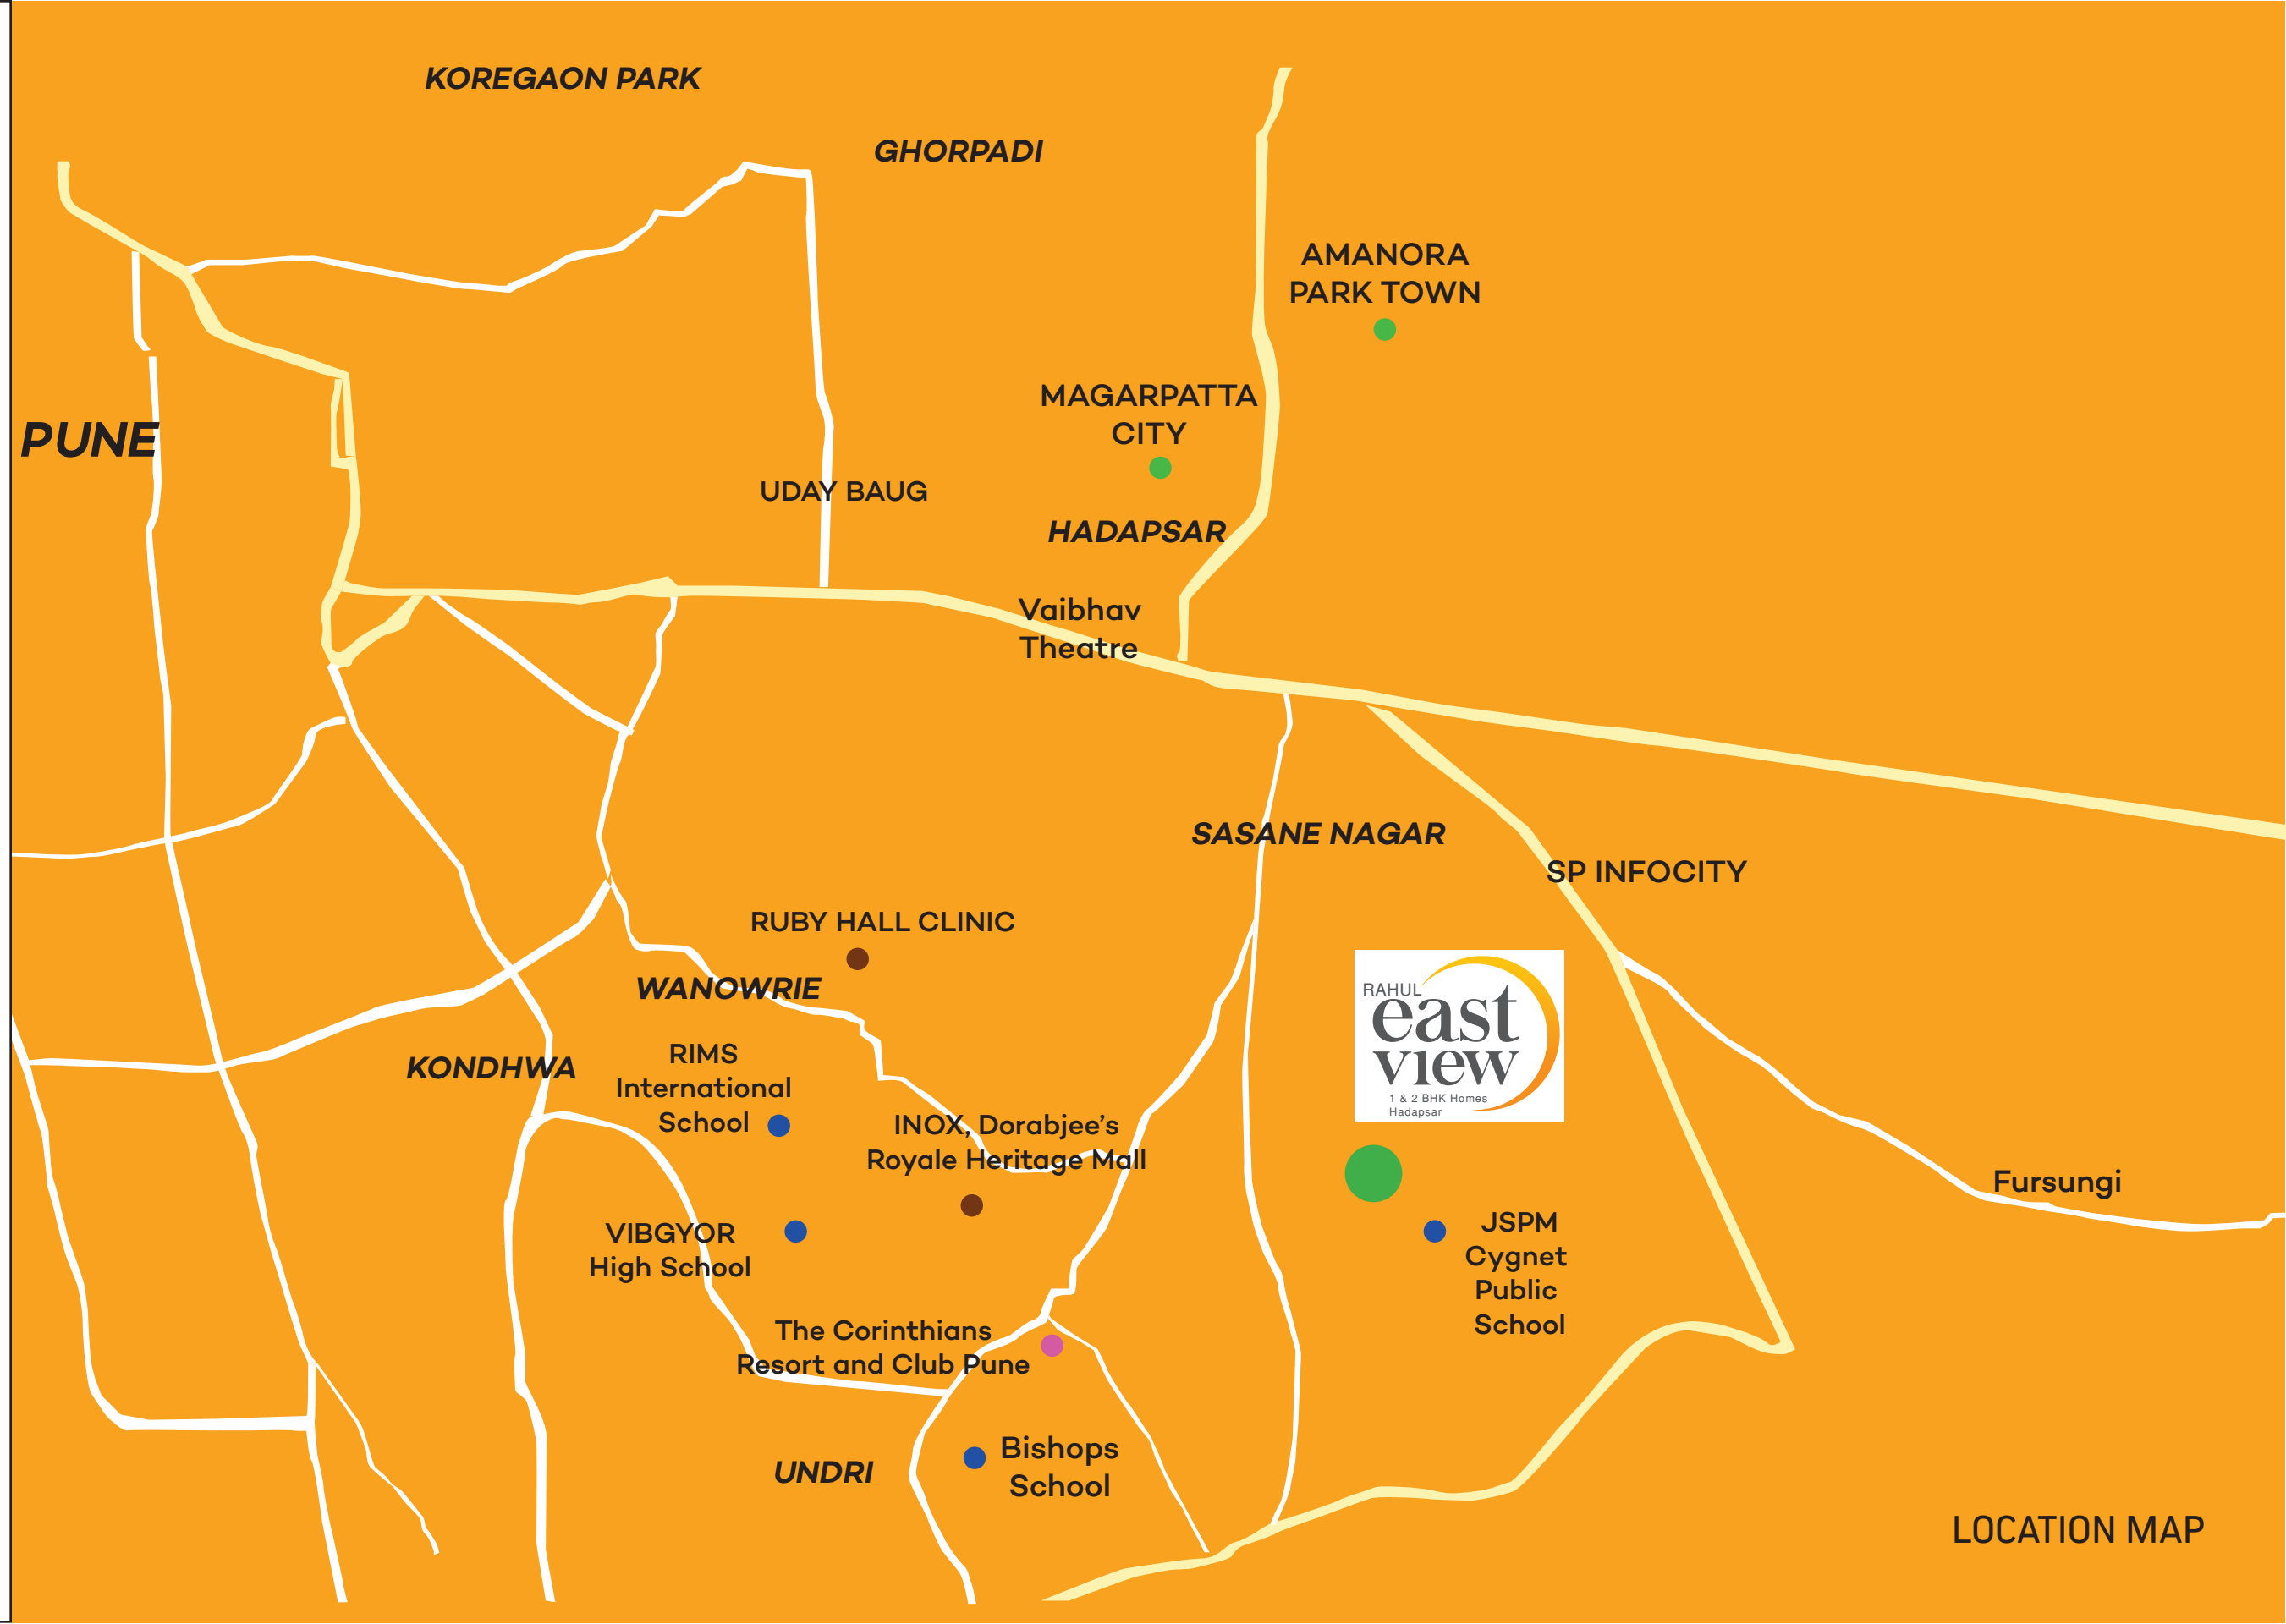 KOREGAON PARK
GHORPADI
AMANORA
PARK TOWN
MAGARPATTA
CITY
PUNE
UDAY BAUG
HADAPSAR
Vaibhav
Theatre
SASANE NAGAR
SP INFOCITY
RUBY HALL CLINIC
WANOWRIE
RAHUL
east
view
1 & 2 BHK Homes
Hadapsar
KONDHWA
RIMS
International
School
INOX, Dorabjee’s
Royale Heritage Mall
Fursungi
VIBGYOR
High School
JSPM
Cygnet
Public
School
The Corinthians
Resort and Club Pune
UNDRI
Bishops
School
LOCATION MAP